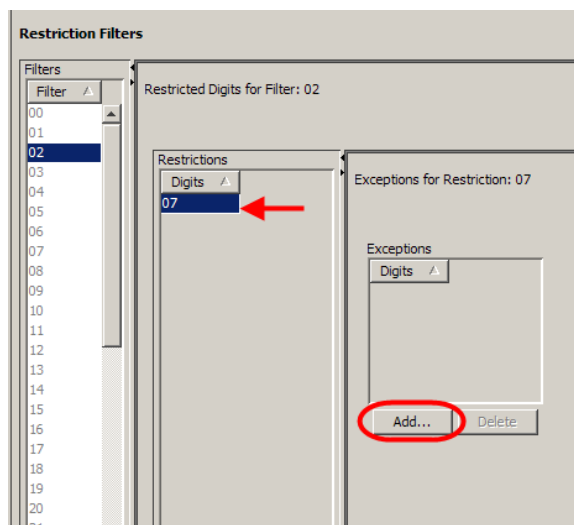 Restriction Filters
Filters
Filter
00
01
02
03
04
05
06
07
08
09
10
11
12
13
14
15
16
17
18
19
20
Restricted Digits for Filter: 02
Restrictions
Digits
07
Exceptions for Restriction: 07
Exceptions
Digits
Add...
Delete